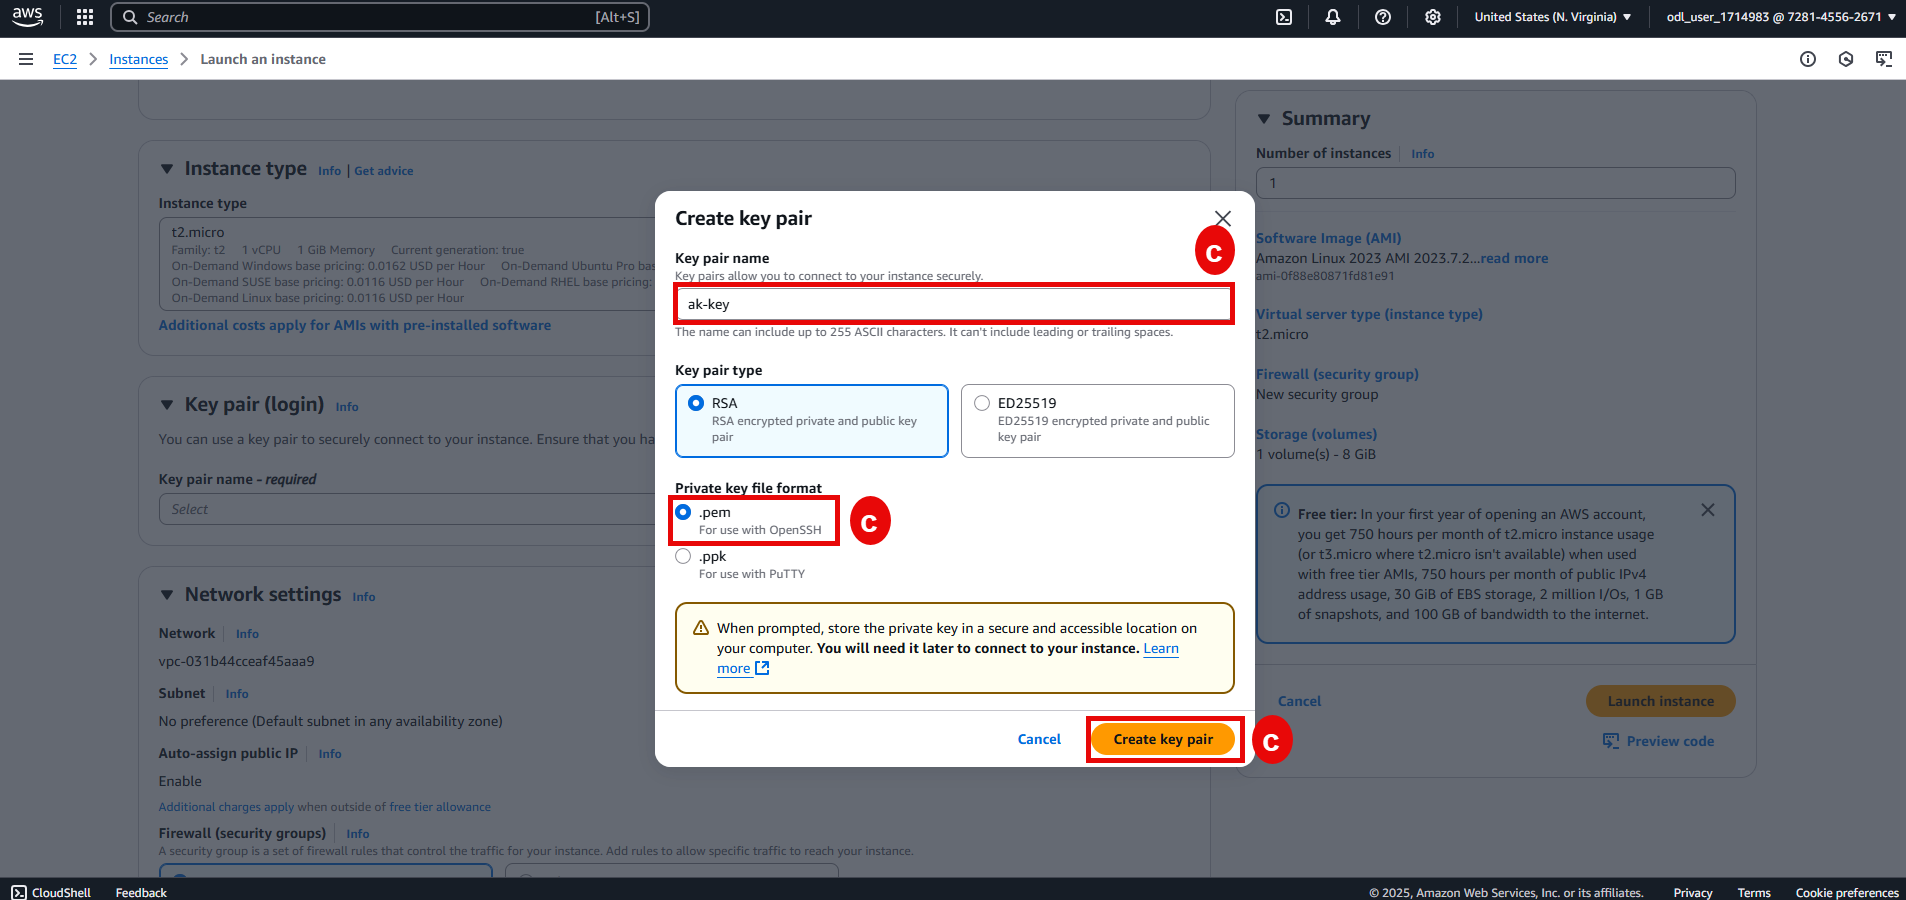 aws
Search
[Alt+S]
United States (N. Virginia)
odl_user_1714983 @ 7281-4556-2671
EC2
Instances
Launch an instance
Instance type
Info
Get advice
Instance type
t2.micro
Family: t2 1 vCPU 1 GiB Memory Current generation: true
On-Demand Windows base pricing: 0.0162 USD per Hour On-Demand Ubuntu Pro bas
On-Demand SUSE base pricing: 0.0116 USD per Hour On-Demand RHEL base pricing:
On-Demand Linux base pricing: 0.0116 USD per Hour
Additional costs apply for AMIs with pre-installed software
Key pair (login)
Info
You can use a key pair to securely connect to your instance. Ensure that you ha
Key pair name - required
Select
Network settings
Info
Network
Info
vpc-031b44cceaf45aaa9
Subnet
Info
No preference (Default subnet in any availability zone)
Auto-assign public IP
Info
Enable
Additional charges apply when outside of free tier allowance
Firewall (security groups)
Info
A security group is a set of firewall rules that control the traffic for your instance. Add rules to allow specific traffic to reach your instance.
Create key pair
c
Key pair name
Key pairs allow you to connect to your instance securely.
ak-key
The name can include up to 255 ASCII characters. It can't include leading or trailing spaces.
Key pair type
RSA
RSA encrypted private and public key
pair
ED25519
ED25519 encrypted private and public
key pair
Private key file format
.pem
For use with OpenSSH
c
.ppk
For use with PuTTY
When prompted, store the private key in a secure and accessible location on
your computer. You will need it later to connect to your instance. Learn
more
Cancel
Create key pair
c
Summary
Number of instances
Info
1
Software Image (AMI)
Amazon Linux 2023 AMI 2023.7.2...read more
ami-0f88e80871fd81e91
Virtual server type (instance type)
t2.micro
Firewall (security group)
New security group
Storage (volumes)
1 volume(s) - 8 GiB
Free tier: In your first year of opening an AWS account,
you get 750 hours per month of t2.micro instance usage
(or t3.micro where t2.micro isn't available) when used
with free tier AMIs, 750 hours per month of public IPv4
address usage, 30 GiB of EBS storage, 2 million I/Os, 1 GB
of snapshots, and 100 GB of bandwidth to the internet.
Cancel
Launch instance
Preview code
CloudShell
Feedback
© 2025, Amazon Web Services, Inc. or its affiliates.
Privacy
Terms
Cookie preferences